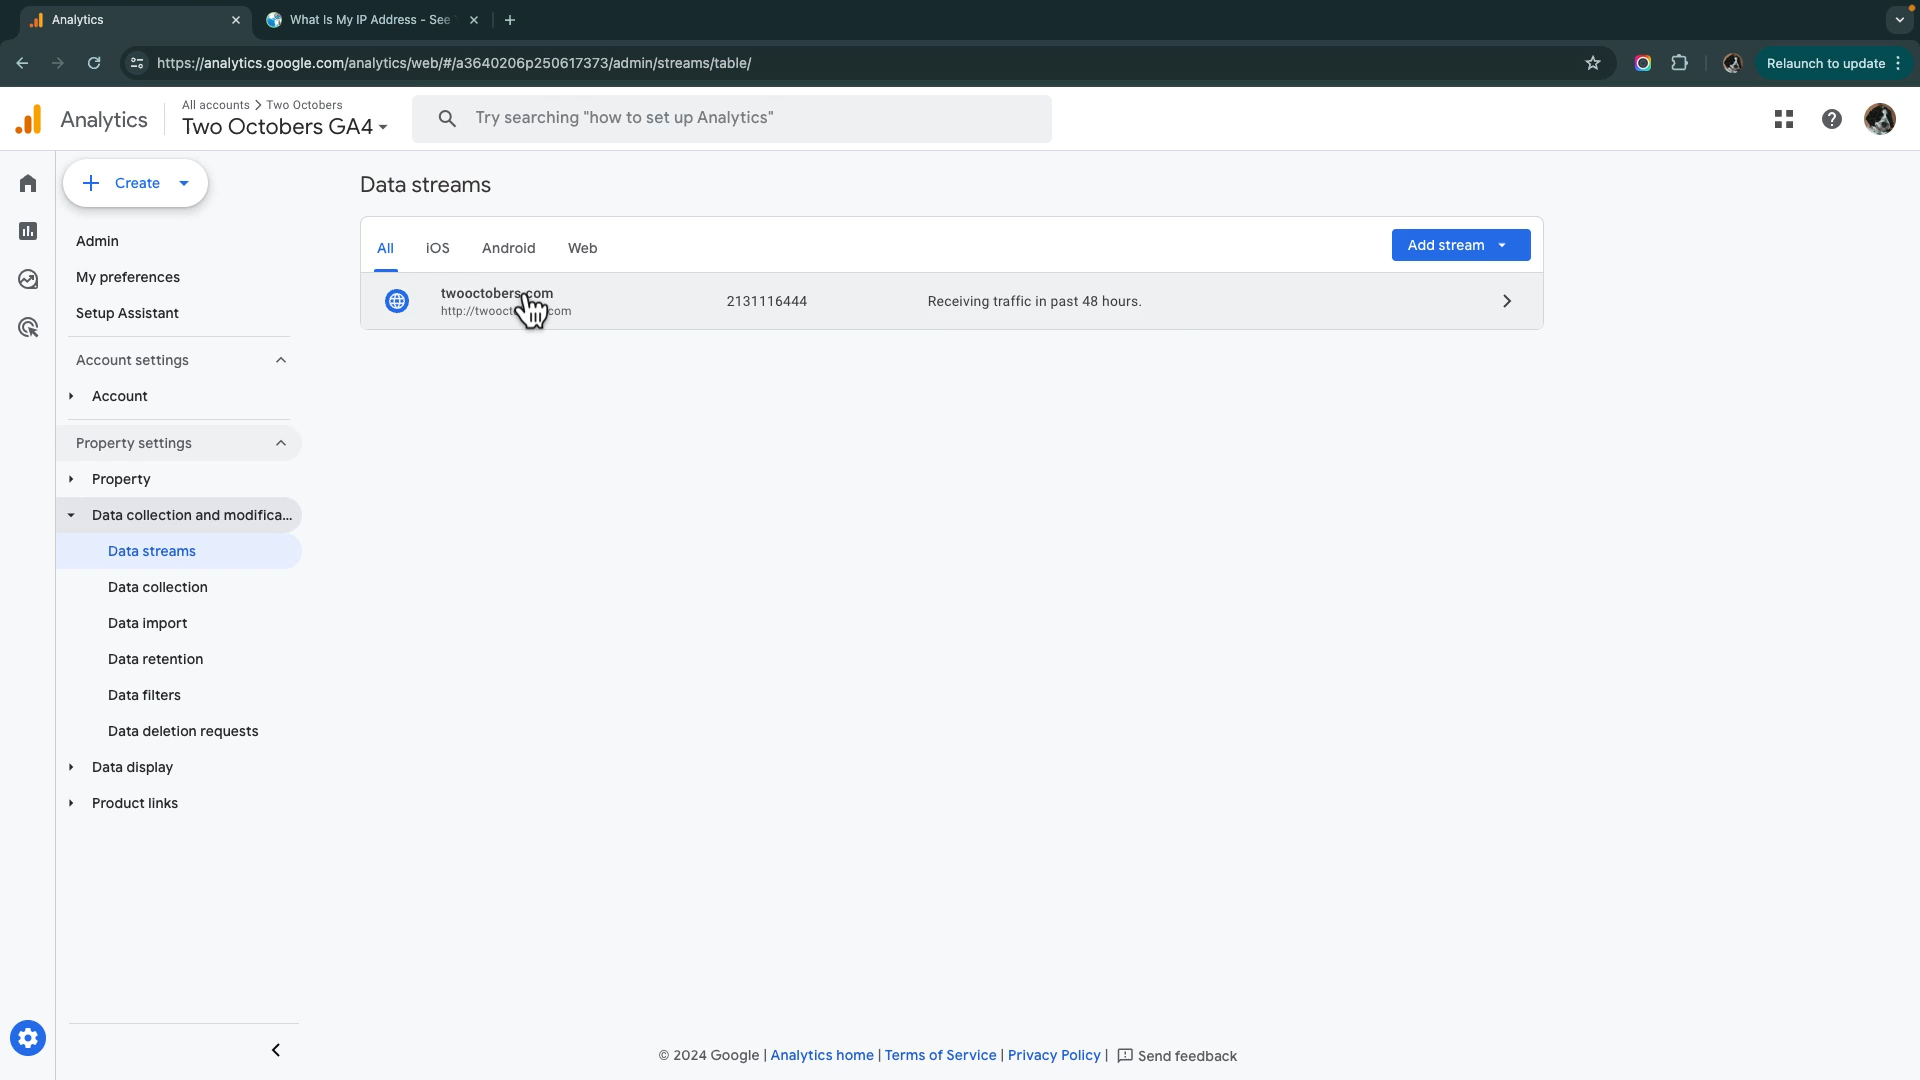 Analytics
What Is My IP Address - See
https://analytics.google.com/analytics/web/#/a3640206p250617373/admin/streams/table/
Relaunch to update
Analytics
All accounts > Two Octobers
Two Octobers GA4
Try searching "how to set up Analytics"
Create
Admin
My preferences
Setup Assistant
Account settings
Account
Property settings
Property
Data collection and modifica...
Data streams
Data collection
Data import
Data retention
Data filters
Data deletion requests
Data display
Product links
Data streams
All iOS Android Web
Add stream
twooctobers.com 2131116444 Receiving traffic in past 48 hours.
© 2024 Google | Analytics home | Terms of Service | Privacy Policy | Send feedback